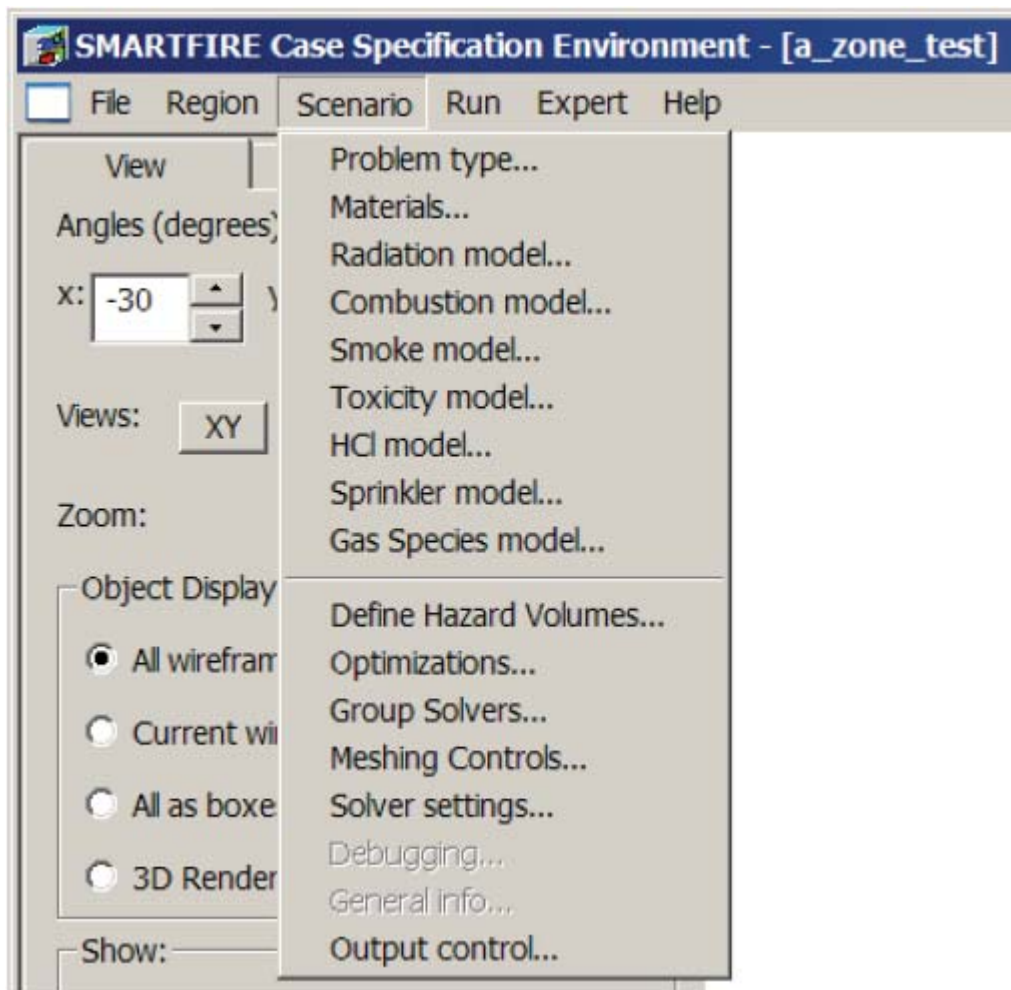 SMARTFIRE Case Specification Environment - [a_zone_test]
File Region Scenario Run Expert Help
View
Angles (degrees)
x: -30
Views: XY
Zoom:
Object Display
All wirefram
Current wi
All as boxe
3D Render
Show:
Problem type...
Materials...
Radiation model...
Combustion model...
Smoke model...
Toxicity model...
HCl model...
Sprinkler model...
Gas Species model...
Define Hazard Volumes...
Optimizations...
Group Solvers...
Meshing Controls...
Solver settings...
Debugging...
General info...
Output control...